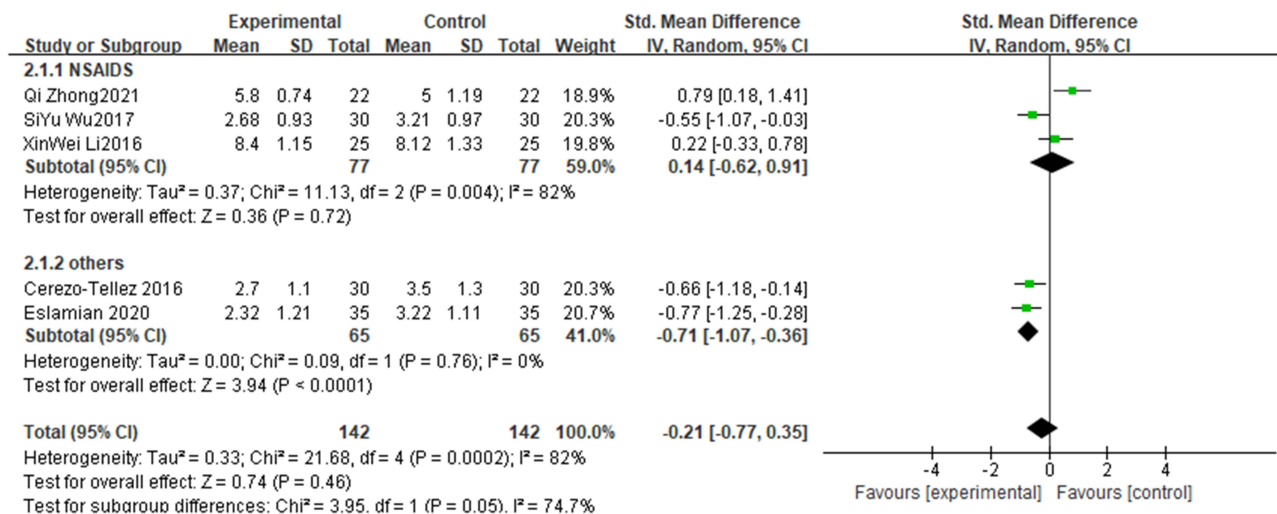 Experimental Control Std. Mean Difference Std. Mean Difference
Study or Subgroup Mean SD Total Mean SD Total Weight IV, Random, 95% CI IV, Random, 95% CI
2.1.1 NSAIDS
Qi Zhong2021 5.8 0.74 22 5 1.19 22 18.9% 0.79 [0.18, 1.41]
SiYu Wu2017 2.68 0.93 30 3.21 0.97 30 20.3% -0.55 [-1.07, -0.03]
XinWei Li2016 8.4 1.15 25 8.12 1.33 25 19.8% 0.22 [-0.33, 0.78]
Subtotal (95% CI) 77 77 59.0% 0.14 [-0.62, 0.91]
Heterogeneity: Tau² = 0.37; Chi² = 11.13, df = 2 (P = 0.004); I² = 82%
Test for overall effect: Z = 0.36 (P = 0.72)
2.1.2 others
Cerezo-Tellez 2016 2.7 1.1 30 3.5 1.3 30 20.3% -0.66 [-1.18, -0.14]
Eslamian 2020 2.32 1.21 35 3.22 1.11 35 20.7% -0.77 [-1.25, -0.28]
Subtotal (95% CI) 65 65 41.0% -0.71 [-1.07, -0.36]
Heterogeneity: Tau² = 0.00; Chi² = 0.09, df = 1 (P = 0.76); I² = 0%
Test for overall effect: Z = 3.94 (P < 0.0001)
Total (95% CI) 142 142 100.0% -0.21 [-0.77, 0.35]
Heterogeneity: Tau² = 0.33; Chi² = 21.68, df = 4 (P = 0.0002); I² = 82%
Test for overall effect: Z = 0.74 (P = 0.46)
Test for subgroup differences: Chi² = 3.95, df = 1 (P = 0.05), I² = 74.7%
-4 -2 0 2 4
Favours [experimental] Favours [control]